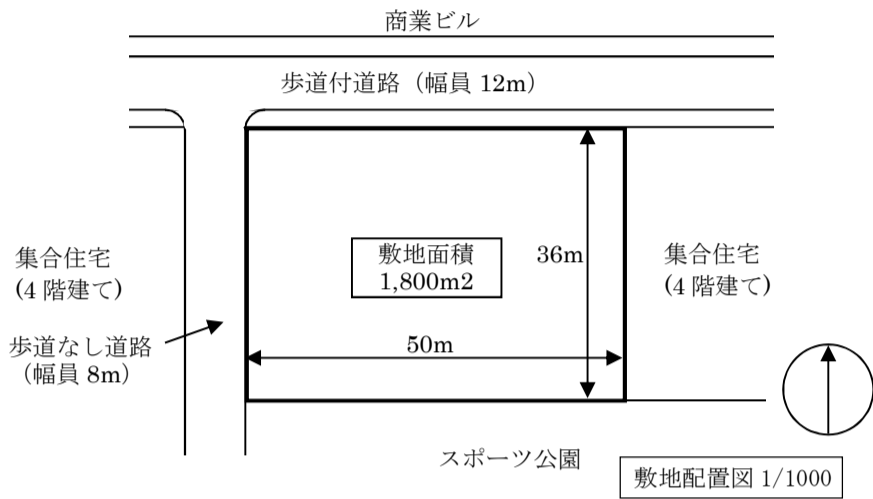 商業ビル
歩道付道路（幅員 12m）
敷地面積
1,800m2
36m
集合住宅
(4 階建て)
集合住宅
(4 階建て)
歩道なし道路
（幅員 8m）
50m
スポーツ公園
敷地配置図 1/1000